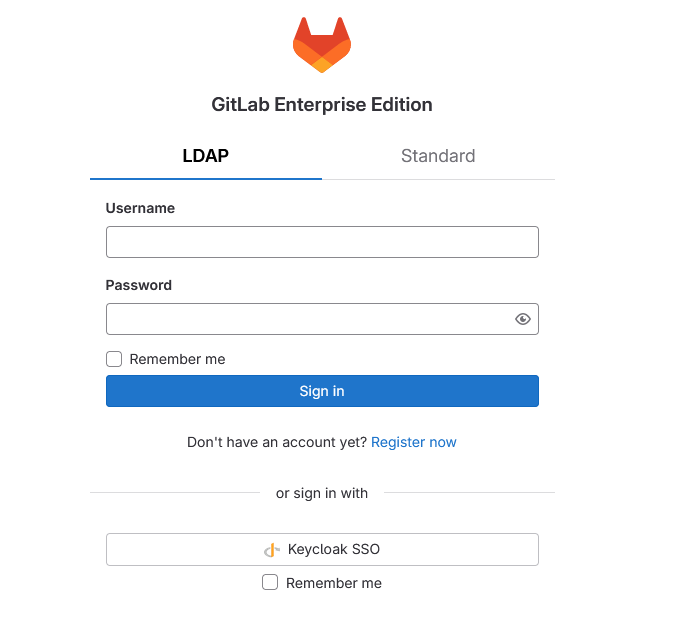 GitLab Enterprise Edition
LDAP Standard
Username
Password
Remember me
Sign in
Don't have an account yet? Register now
or sign in with
Keycloak SSO
Remember me